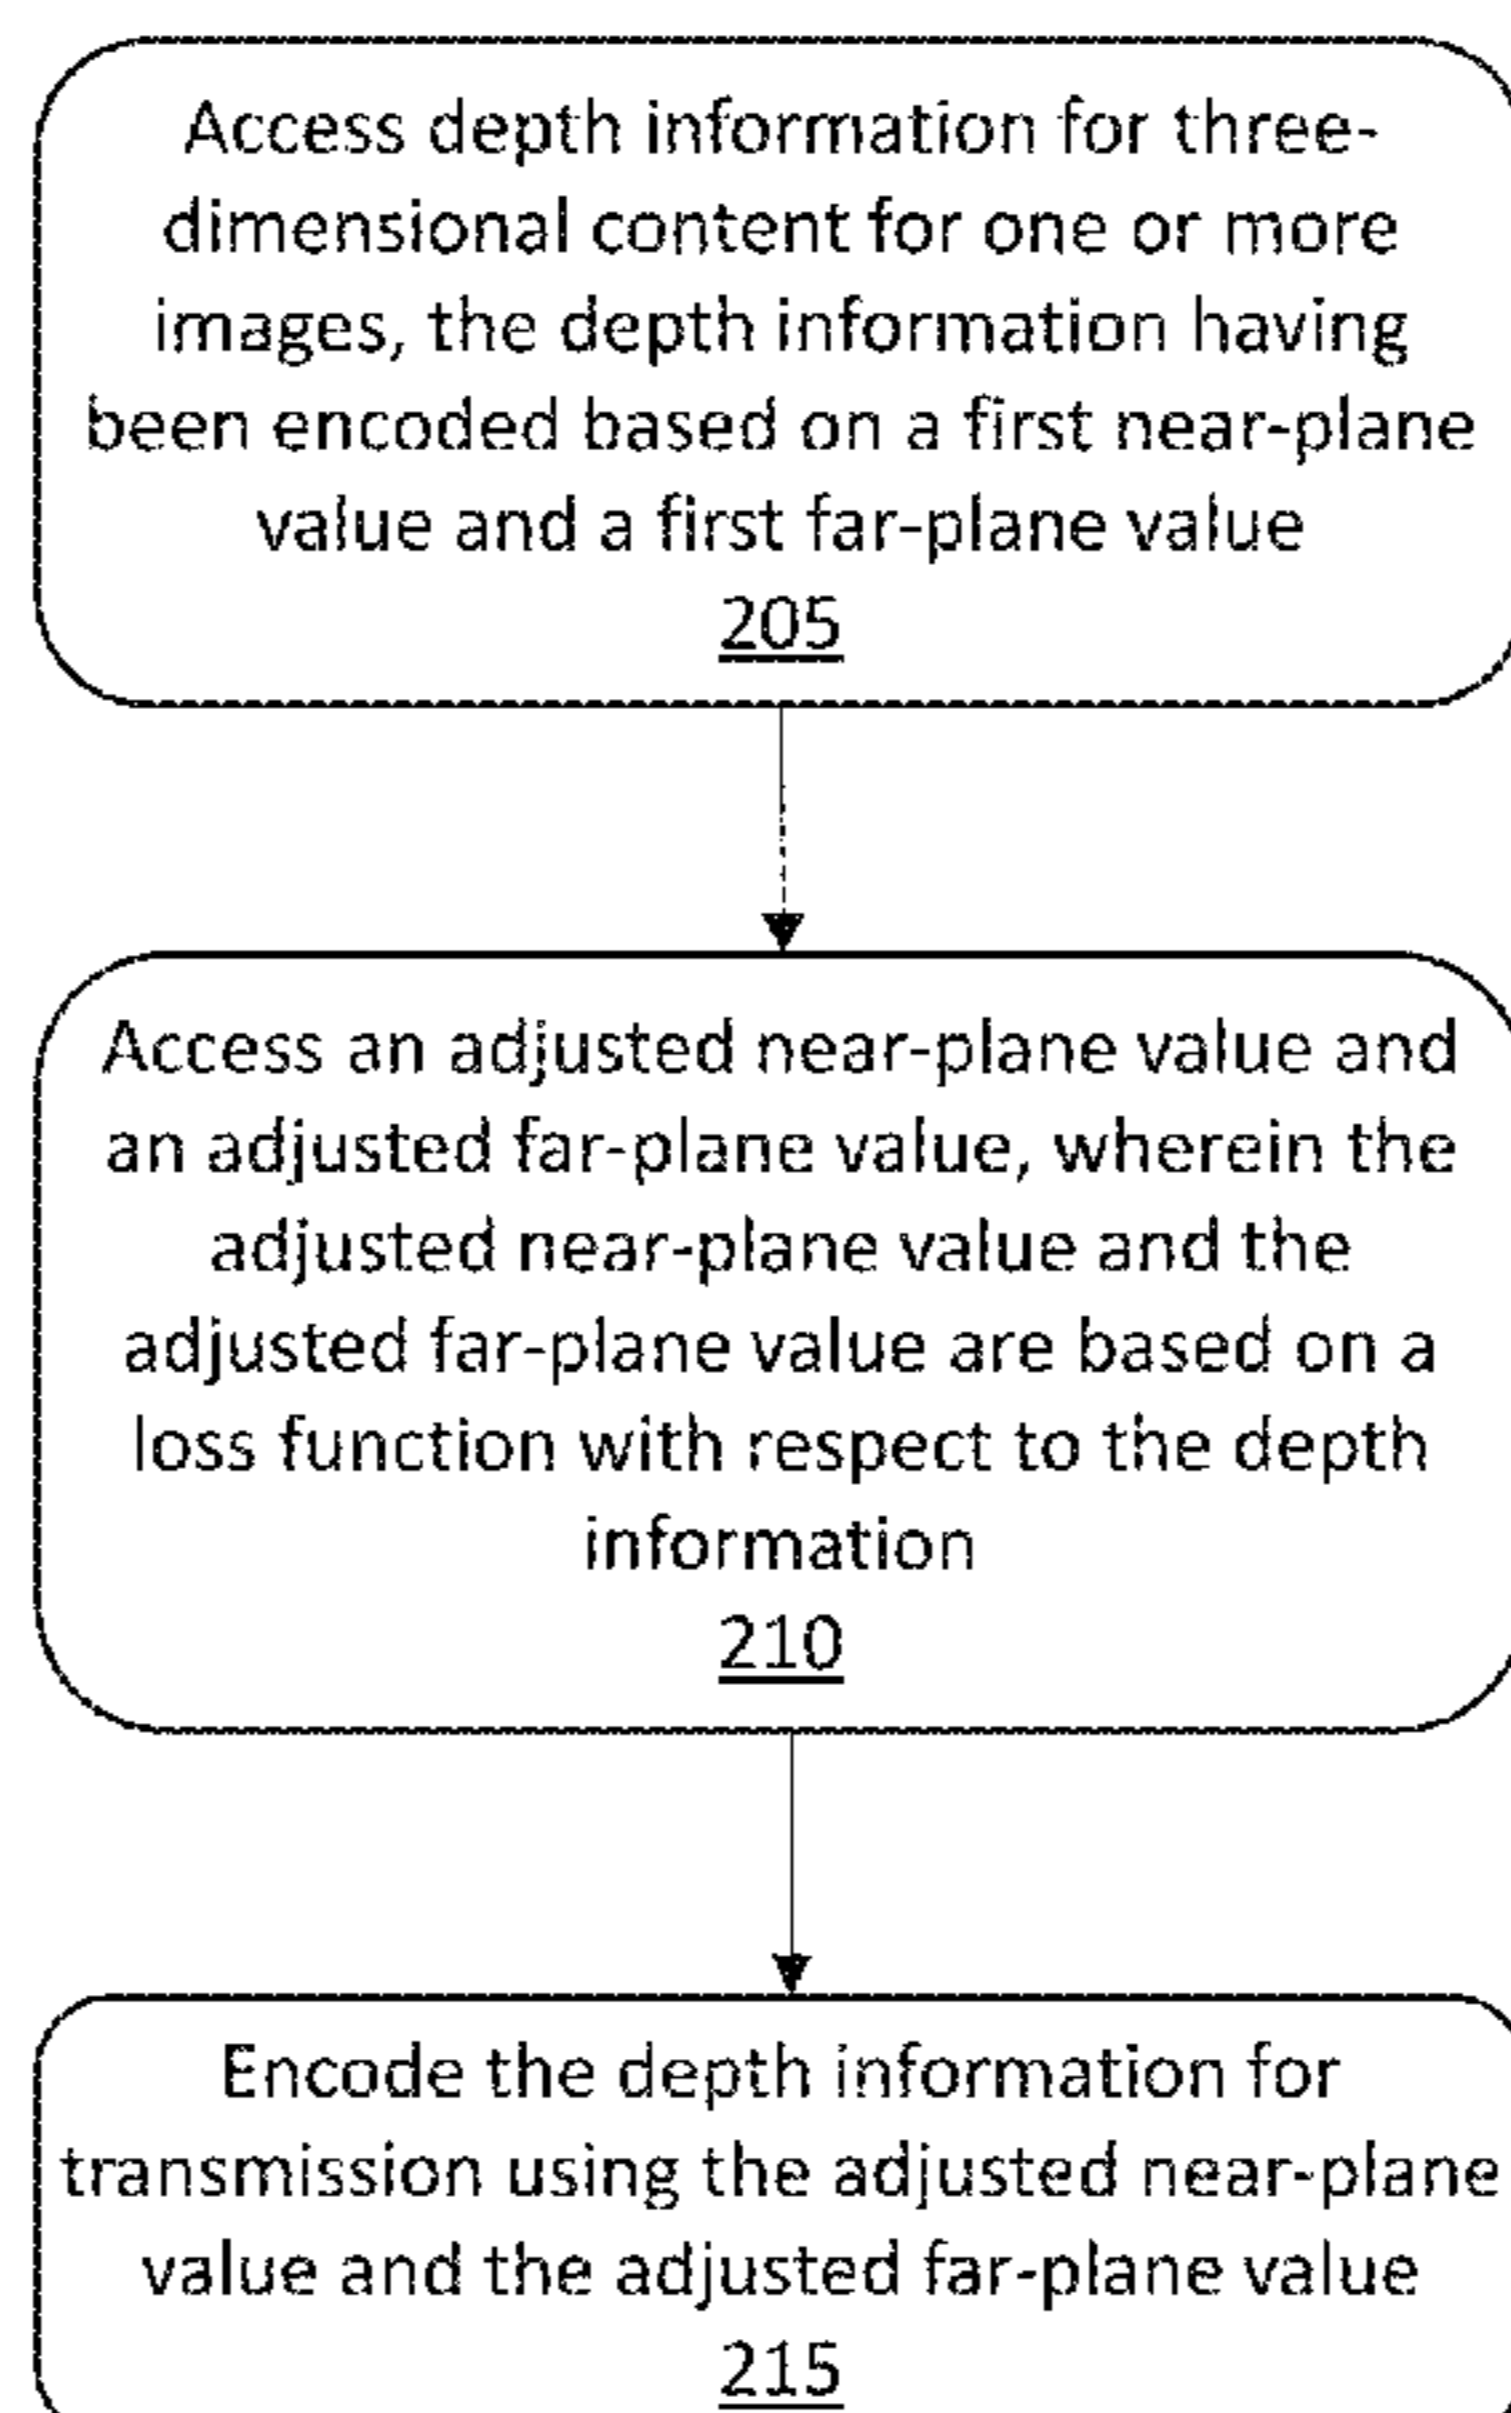 Access depth information for three-
dimensional content for one or more
images, the depth information having
been encoded based on a first near-plane
value and a first far-plane value
205
Access an adjusted near-plane value and
an adjusted far-plane value, wherein the
adjusted near-plane value and the
adjusted far-plane value are based on a
loss function with respect to the depth
information
210
Encode the depth information for
transmission using the adjusted near-plane
value and the adjusted far-plane value
215